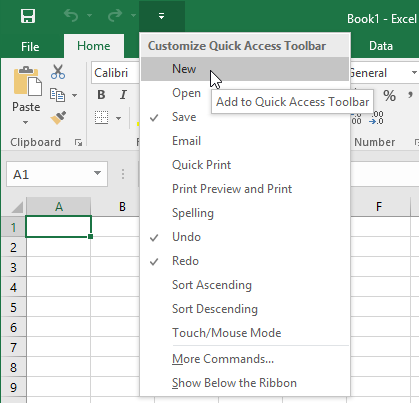 Book1 - Excel
File
Home
Data
Customize Quick Access Toolbar
New
Add to Quick Access Toolbar
Open
Save
Email
Quick Print
Print Preview and Print
Spelling
Undo
Redo
Sort Ascending
Sort Descending
Touch/Mouse Mode
More Commands...
Show Below the Ribbon
Paste
Clipboard
Calibri
B
General
%
,
Number
A1
A
B
F
1
2
3
4
5
6
7
8
9